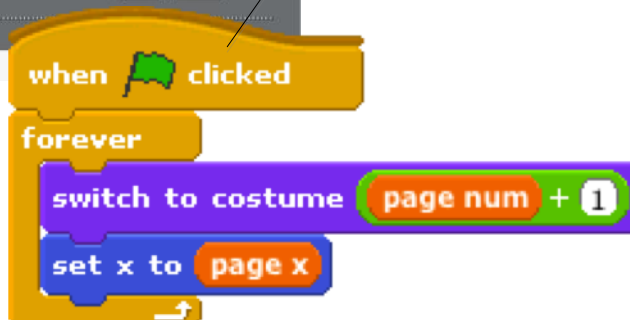 when clicked
forever
switch to costume page num + 1
set x to page x